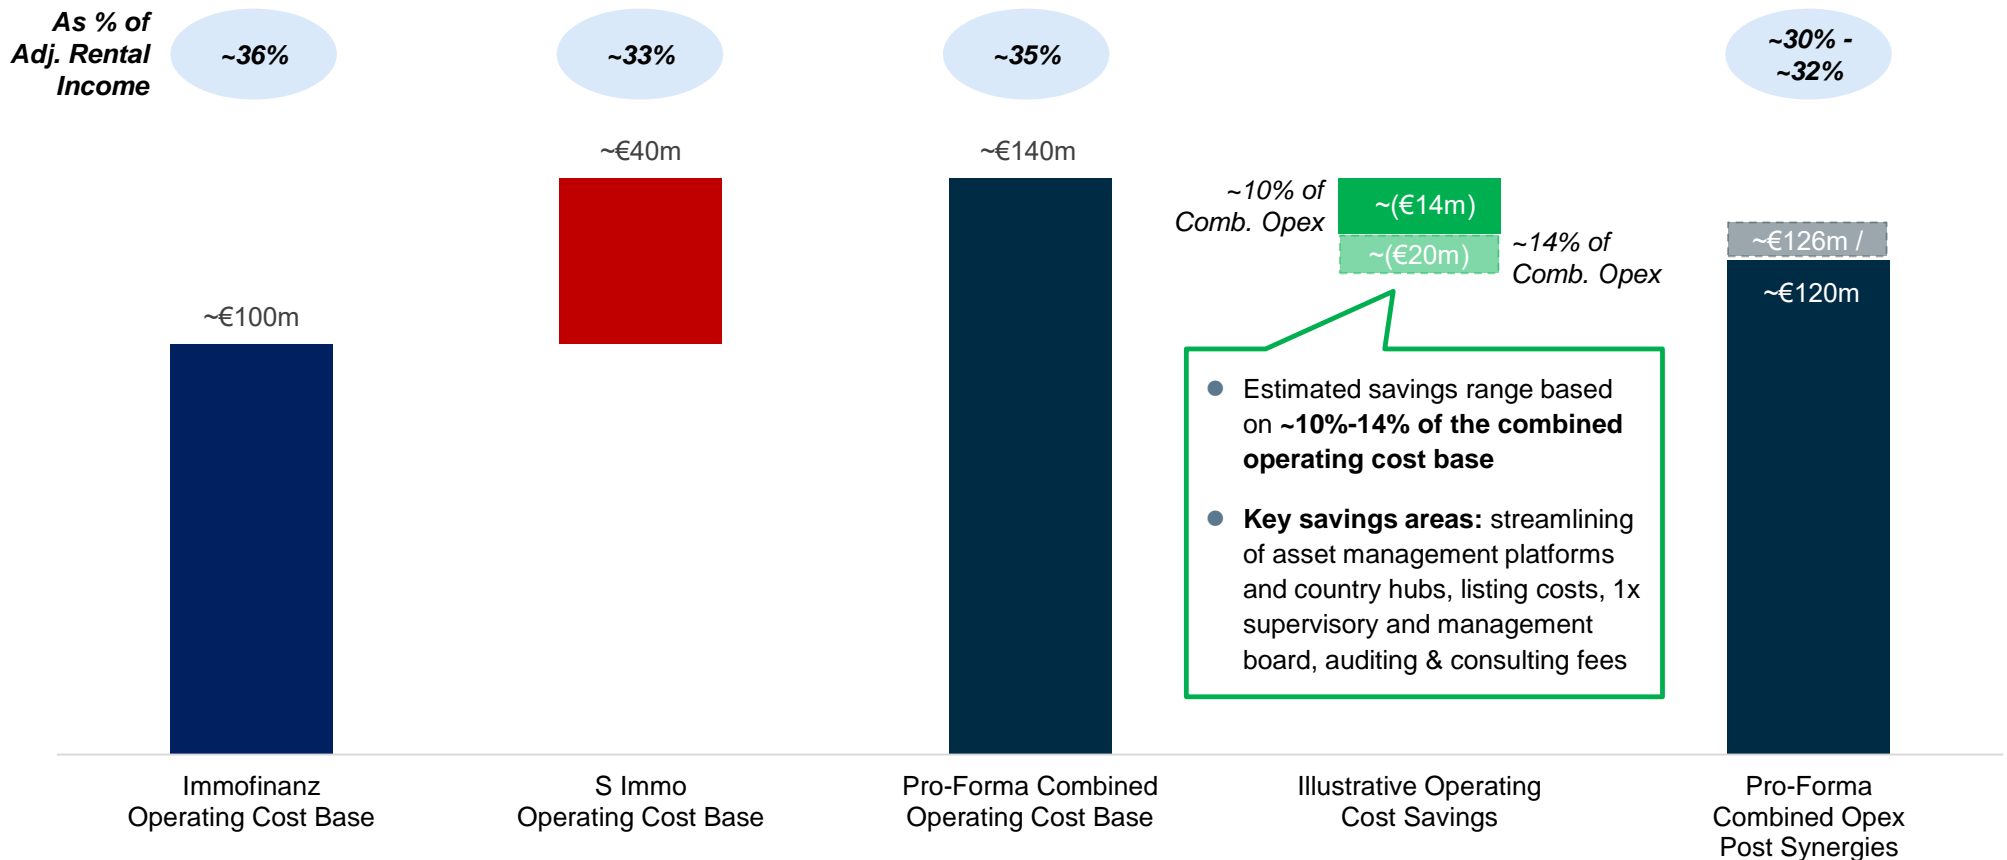 As % of
Adj. Rental
Income
~36%
~33%
~35%
~30% -
~32%
~€100m
~€40m
~€140m
~10% of
Comb. Opex
~(€14m)
~(€20m)
~14% of
Comb. Opex
~€126m /
~€120m
● Estimated savings range based
on ~10%-14% of the combined
operating cost base
● Key savings areas: streamlining
of asset management platforms
and country hubs, listing costs, 1x
supervisory and management
board, auditing & consulting fees
Immofinanz
Operating Cost Base
S Immo
Operating Cost Base
Pro-Forma Combined
Operating Cost Base
Illustrative Operating
Cost Savings
Pro-Forma
Combined Opex
Post Synergies